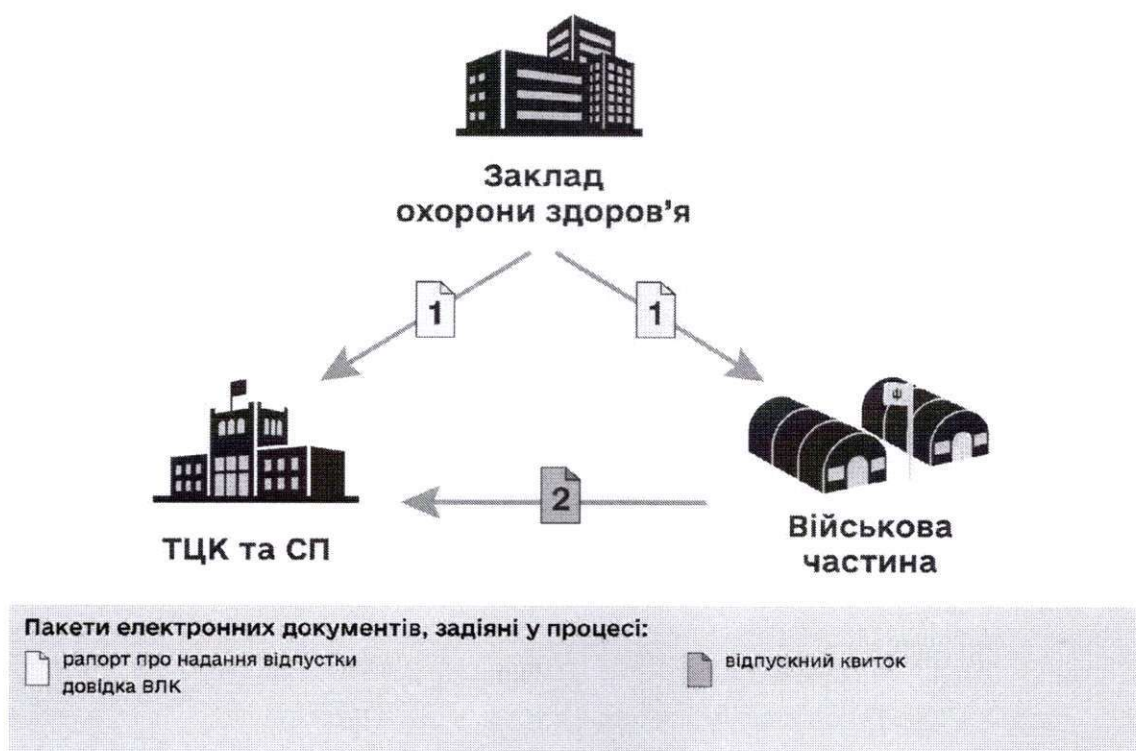 Заклад
охорони здоров'я
1
1
2
ТЦК та СП
Військова
частина
Пакети електронних документів, задіяні у процесі:
рапорт про надання відпустки
довідка ВЛК
відпускний квиток